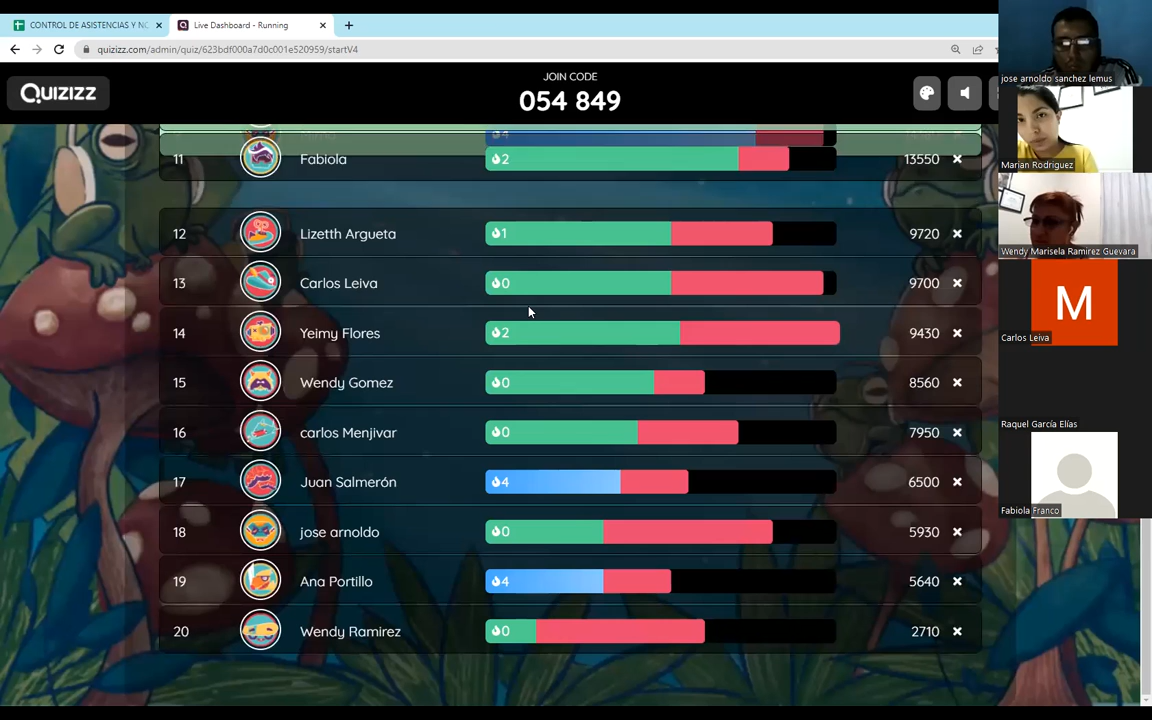 CONTROL DE ASISTENCIAS Y NO
Live Dashboard - Running
quizizz.com/admin/quiz/623bdf000a7d0c001e520959/startV4
Quizizz
JOIN CODE
054 849
4
11 Fabiola 2 13550
12 Lizetth Argueta 1 9720
13 Carlos Leiva 0 9700
14 Yeimy Flores 2 9430
15 Wendy Gomez 0 8560
16 carlos Menjivar 0 7950
17 Juan Salmerón 4 6500
18 jose arnoldo 0 5930
19 Ana Portillo 4 5640
20 Wendy Ramirez 0 2710
jose arnoldo sanchez lemus
Marian Rodriguez
Wendy Marisela Ramirez Guevara
M
Carlos Leiva
Raquel García Elías
Fabiola Franco